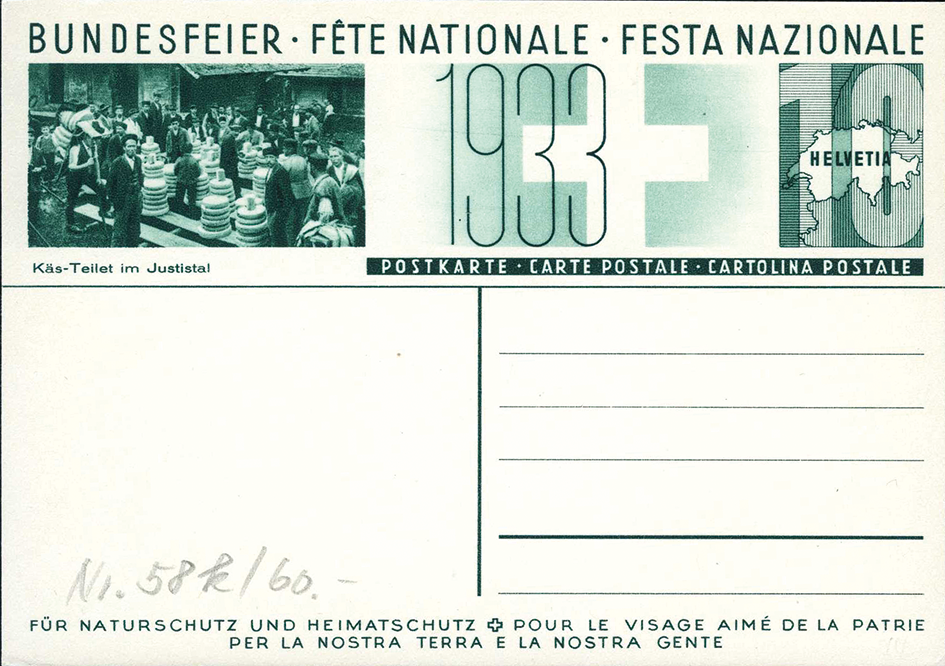 BUNDESFEIER · FÊTE NATIONALE · FESTA NAZIONALE
1933
10
HELVETIA
Käs-Teilet im Justistal
POSTKARTE · CARTE POSTALE · CARTOLINA POSTALE
Nr. 58k/60.-
FÜR NATURSCHUTZ UND HEIMATSCHUTZ ✚ POUR LE VISAGE AIMÉ DE LA PATRIE
PER LA NOSTRA TERRA E LA NOSTRA GENTE